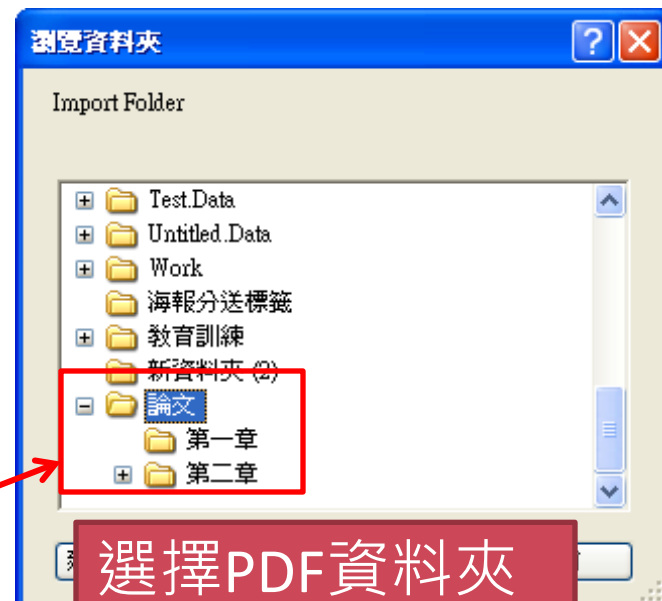 瀏覽資料夾
Import Folder
Test.Data
Untitled.Data
Work
海報分送標籤
教育訓練
新資料夾 (2)
論文
第一章
第二章
選擇PDF資料夾